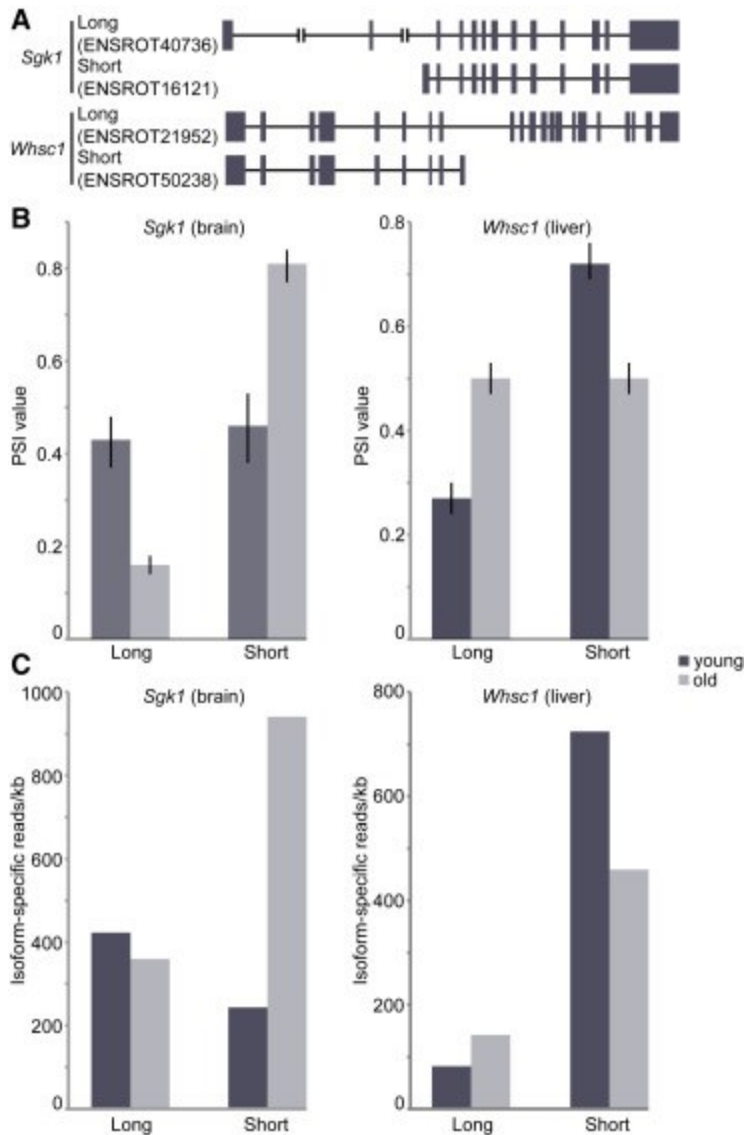 A
Sgk1
Long
(ENSROT40736)
Short
(ENSROT16121)
Whsc1
Long
(ENSROT21952)
Short
(ENSROT50238)
B
Sgk1 (brain)
PSI value
0.8
0.6
0.4
0.2
0
Long Short
Whsc1 (liver)
PSI value
0.8
0.6
0.4
0.2
0
Long Short
C
Sgk1 (brain)
Isoform-specific reads/kb
1000
800
600
400
200
0
Long Short
Whsc1 (liver)
Isoform-specific reads/kb
800
600
400
200
0
Long Short
young
old